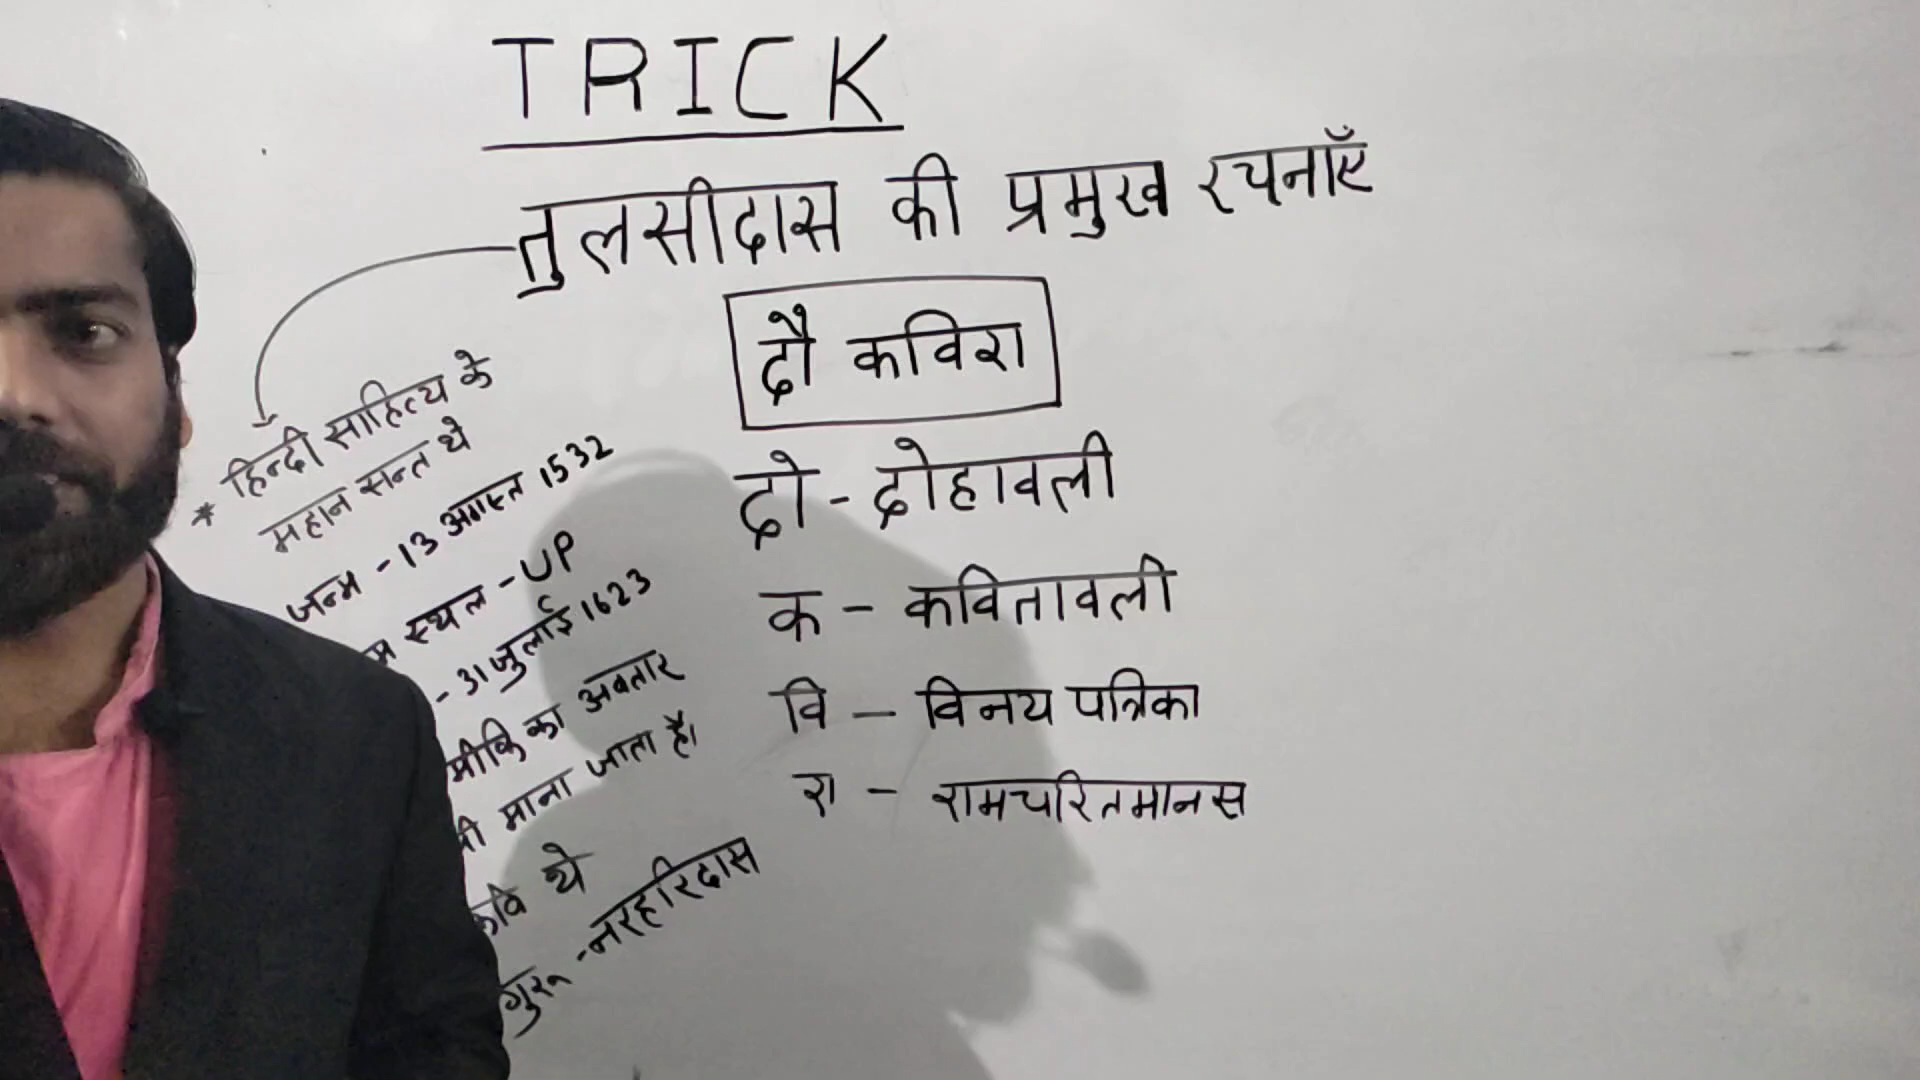 TRICK
तुलसीदास की प्रमुख रचनाएँ
दौ कविरा
दो - दोहावली
क - कवितावली
वि - विनय पत्रिका
रा - रामचरितमानस
* हिन्दी साहित्य के
महान सन्त थे
जन्म - 13 अगस्त 1532
स्थल - UP
- 31 जुलाई 1623
मीकि का अवतार
भी माना जाता है।
कवि थे
गुरु - नरहरिदास